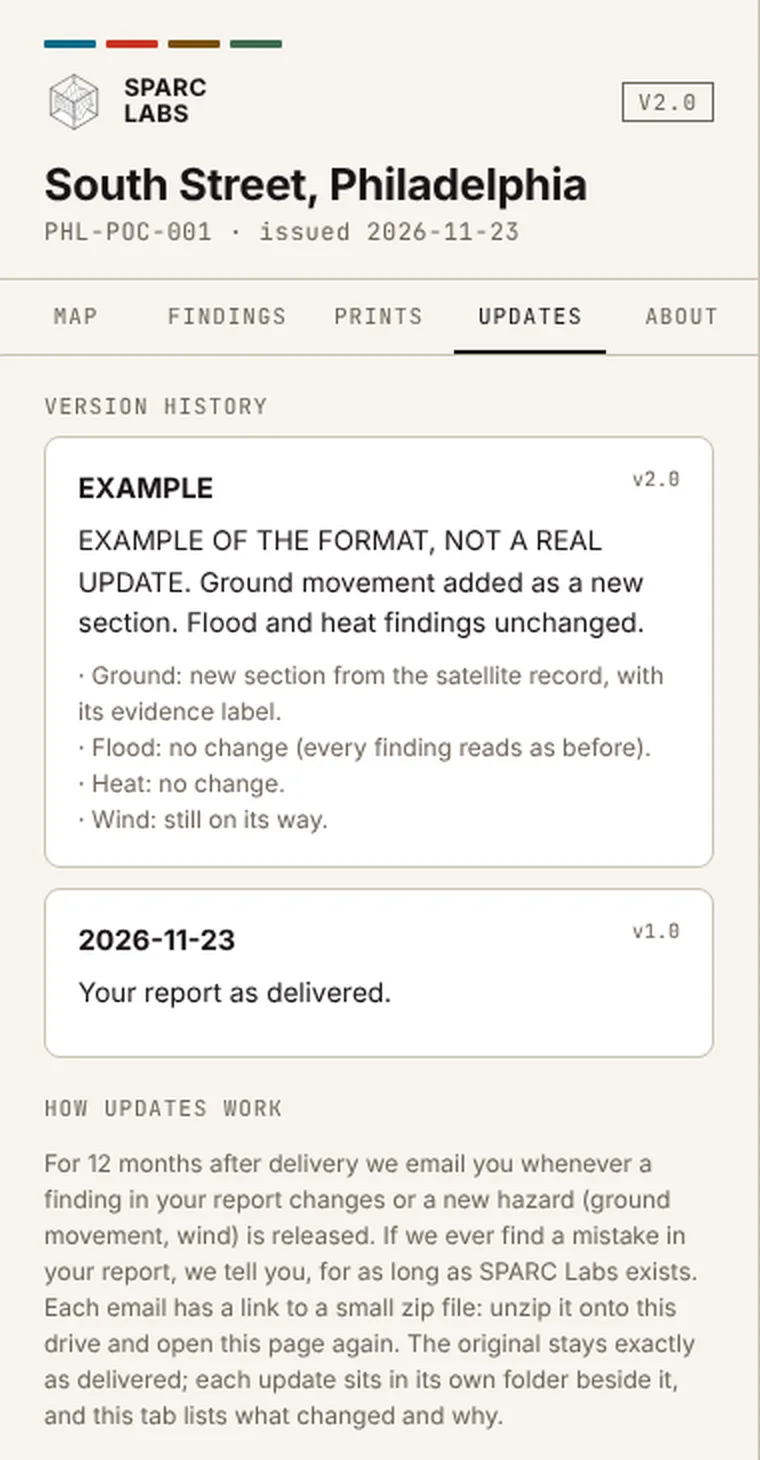 SPARC
LABS
V2.0
South Street, Philadelphia
PHL-POC-001 · issued 2026-11-23
MAP FINDINGS PRINTS UPDATES ABOUT
VERSION HISTORY
EXAMPLE
v2.0
EXAMPLE OF THE FORMAT, NOT A REAL
UPDATE. Ground movement added as a new
section. Flood and heat findings unchanged.
· Ground: new section from the satellite record, with
its evidence label.
· Flood: no change (every finding reads as before).
· Heat: no change.
· Wind: still on its way.
2026-11-23
v1.0
Your report as delivered.
HOW UPDATES WORK
For 12 months after delivery we email you whenever a
finding in your report changes or a new hazard (ground
movement, wind) is released. If we ever find a mistake in
your report, we tell you, for as long as SPARC Labs exists.
Each email has a link to a small zip file: unzip it onto this
drive and open this page again. The original stays exactly
as delivered; each update sits in its own folder beside it,
and this tab lists what changed and why.